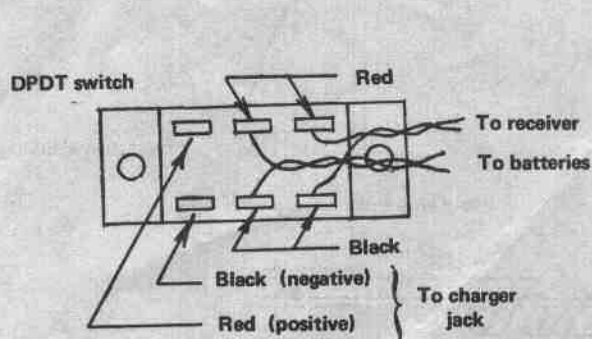 Red
DPDT switch
To receiver
To batteries
Black
Black (negative)
To charger
jack
Red (positive)